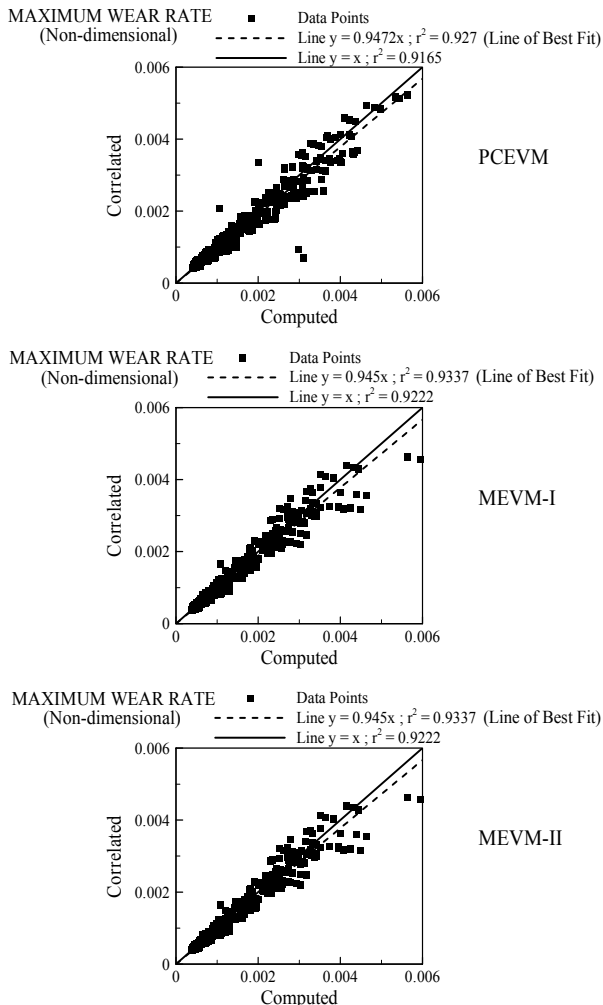 MAXIMUM WEAR RATE
(Non-dimensional)
Data Points
Line y = 0.9472x ; r² = 0.927 (Line of Best Fit)
Line y = x ; r² = 0.9165
0.006
0.004
0.002
0
Correlated
0 0.002 0.004 0.006
Computed
PCEVM
MAXIMUM WEAR RATE
(Non-dimensional)
Data Points
Line y = 0.945x ; r² = 0.9337 (Line of Best Fit)
Line y = x ; r² = 0.9222
0.006
0.004
0.002
0
Correlated
0 0.002 0.004 0.006
Computed
MEVM-I
MAXIMUM WEAR RATE
(Non-dimensional)
Data Points
Line y = 0.945x ; r² = 0.9337 (Line of Best Fit)
Line y = x ; r² = 0.9222
0.006
0.004
0.002
0
Correlated
0 0.002 0.004 0.006
Computed
MEVM-II